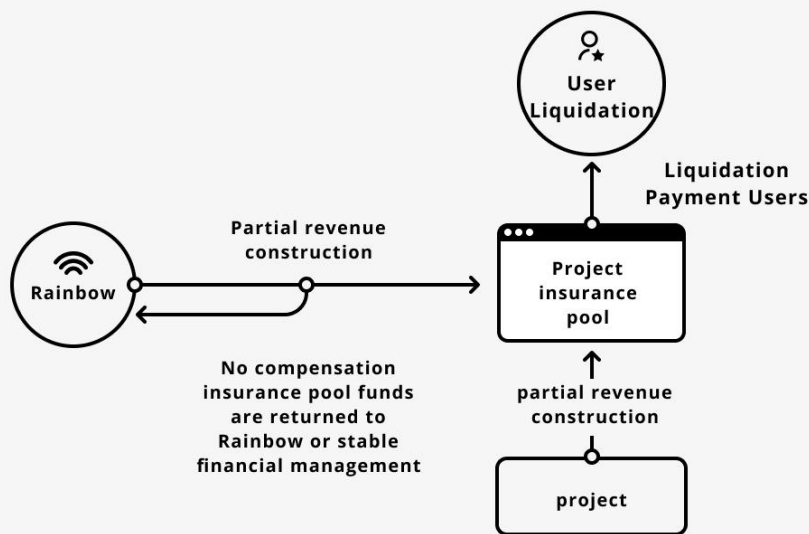 User
Liquidation
Liquidation
Payment Users
Partial revenue
construction
Rainbow
Project
insurance
pool
No compensation
insurance pool funds
are returned to
Rainbow or stable
financial management
partial revenue
construction
project